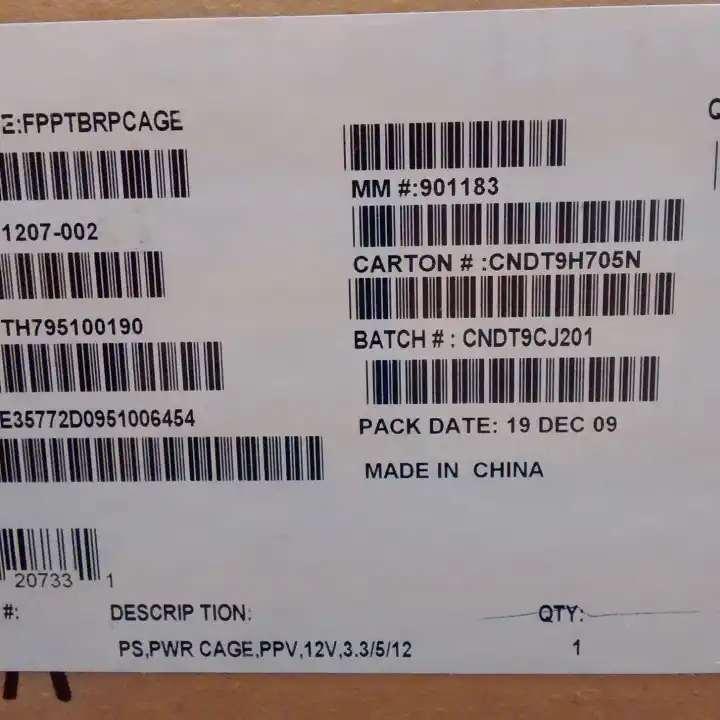 E:FPPTBRPCAGE
1207-002
TH795100190
E35772D0951006454
20733 1
MM #:901183
CARTON # :CNDT9H705N
BATCH # : CNDT9CJ201
PACK DATE: 19 DEC 09
MADE IN CHINA
Q
#: DESCRIP TION: QTY:
PS,PWR CAGE,PPV,12V,3.3/5/12 1